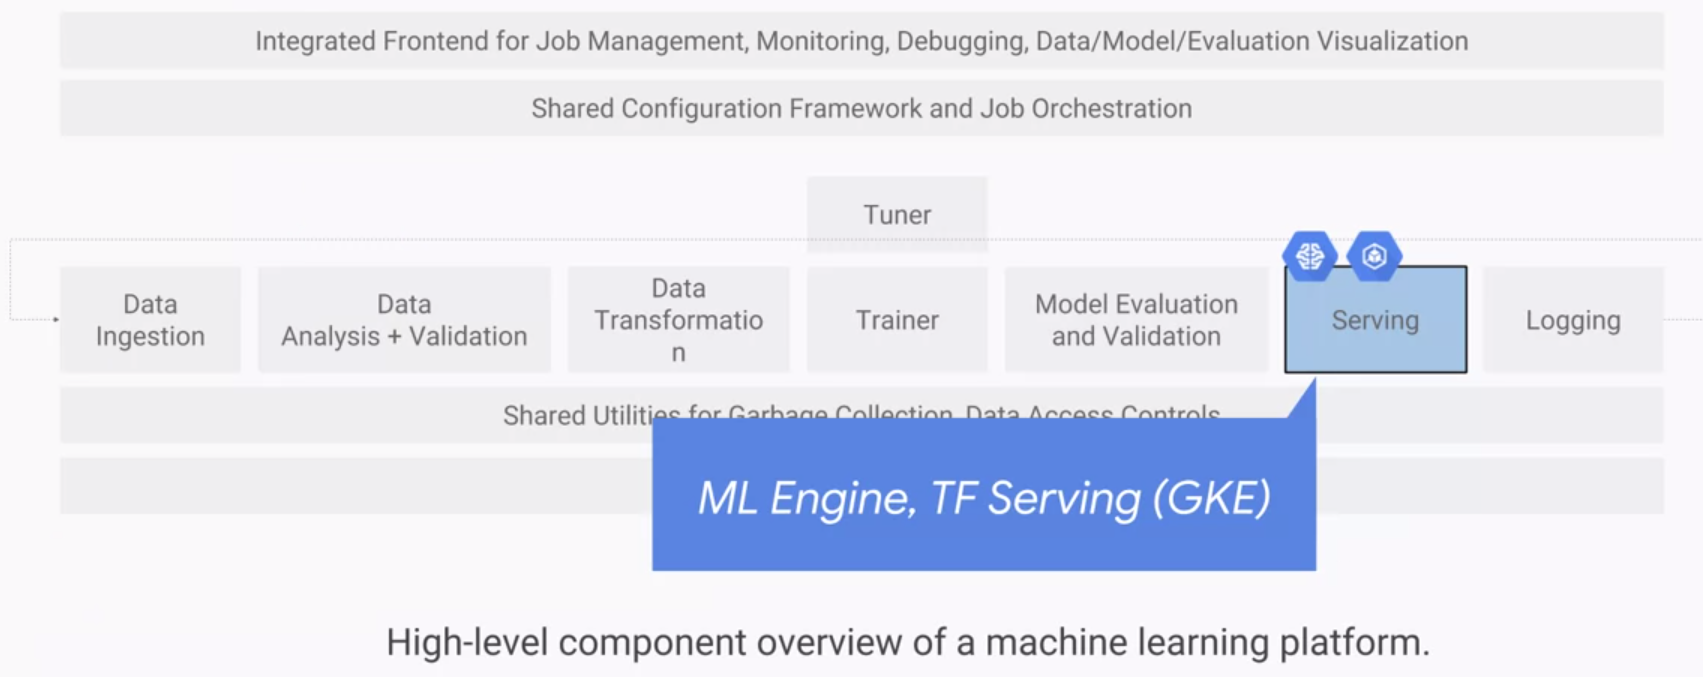 Integrated Frontend for Job Management, Monitoring, Debugging, Data/Model/Evaluation Visualization
Shared Configuration Framework and Job Orchestration
Tuner
Data
Ingestion
Data
Analysis + Validation
Data
Transformatio
n
Trainer
Model Evaluation
and Validation
Serving
Logging
Shared Utilities for Garbage Collection, Data Access Controls
ML Engine, TF Serving (GKE)
High-level component overview of a machine learning platform.